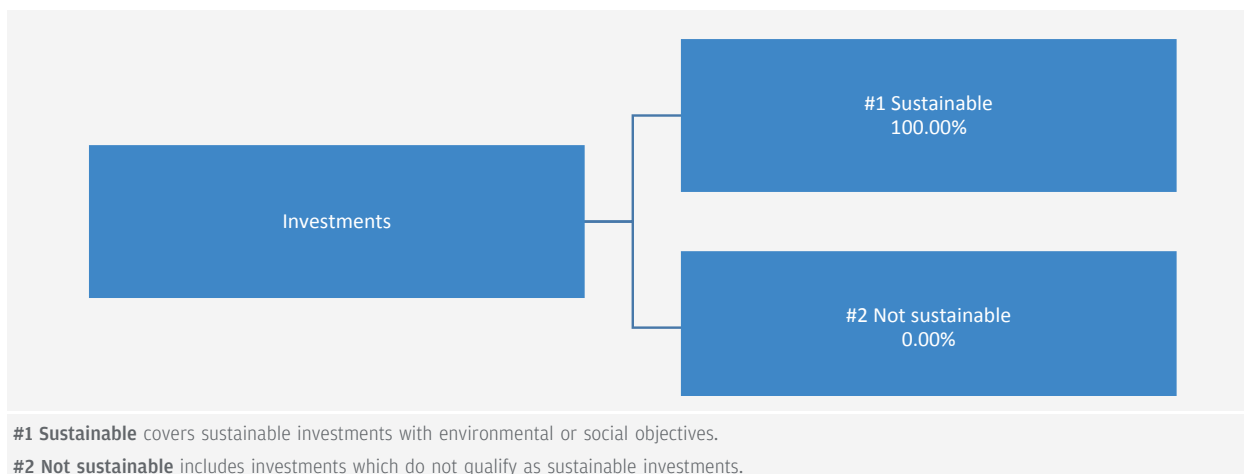 #1 Sustainable
100.00%
Investments
#2 Not sustainable
0.00%
#1 Sustainable covers sustainable investments with environmental or social objectives.
#2 Not sustainable includes investments which do not qualify as sustainable investments.